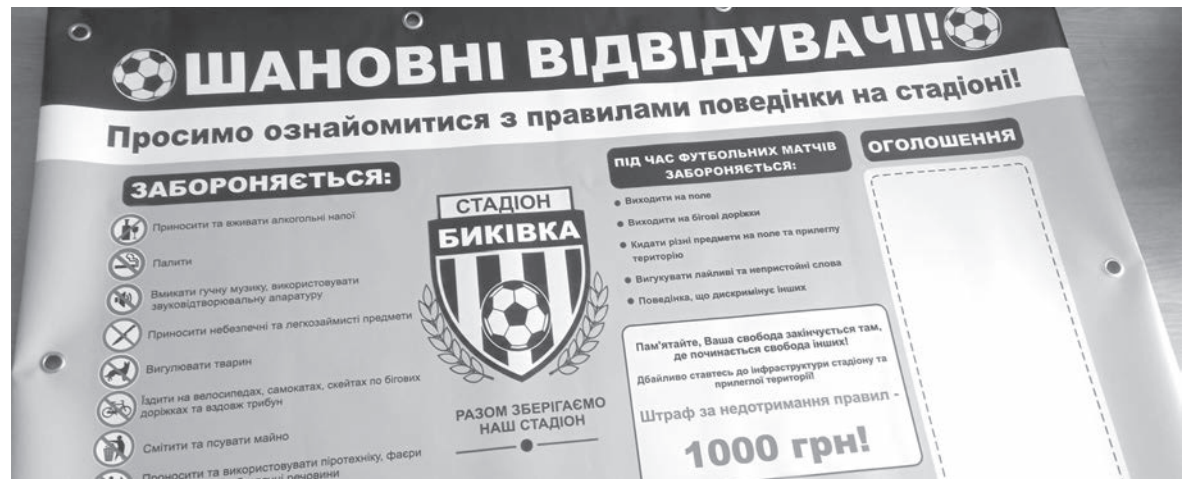 ШАНОВНІ ВІДВІДУВАЧІ!
Просимо ознайомитися з правилами поведінки на стадіоні!
ЗАБОРОНЯЄТЬСЯ:
Приносити та вживати алкогольні напої
Палити
Вмикати гучну музику, використовувати
звуковідтворювальну апаратуру
Приносити небезпечні та легкозаймисті предмети
Вигулювати тварин
Їздити на велосипедах, самокатах, скейтах по бігових
доріжках та вздовж трибун
Смітити та псувати майно
Проносити та використовувати піротехніку, фаєри
речовини
СТАДІОН
БИКІВКА
РАЗОМ ЗБЕРІГАЄМО
НАШ СТАДІОН
ПІД ЧАС ФУТБОЛЬНИХ МАТЧІВ
ЗАБОРОНЯЄТЬСЯ:
Виходити на поле
Виходити на бігові доріжки
Кидати різні предмети на поле та прилеглу
територію
Вигукувати лайливі та непристойні слова
Поведінка, що дискримінує інших
Пам'ятайте, Ваша свобода закінчується там,
де починається свобода інших!
Дбайливо ставтесь до інфраструктури стадіону та
прилеглої території!
Штраф за недотримання правил -
1000 грн!
ОГОЛОШЕННЯ